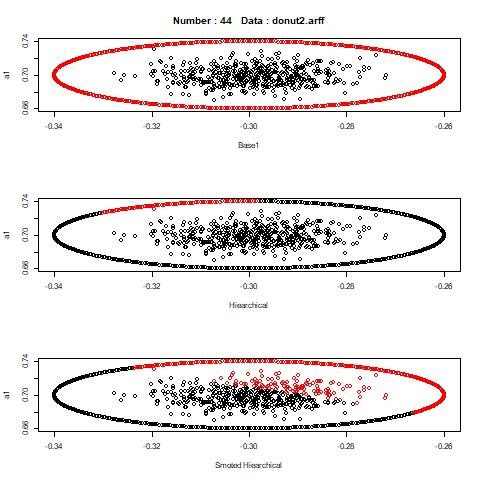 Number : 44 Data : donut2.arff
0.74
0.70
0.66
a1
-0.34 -0.32 -0.30 -0.28 -0.26
Base1
0.74
0.70
0.66
a1
-0.34 -0.32 -0.30 -0.28 -0.26
Hiearchical
0.74
0.70
0.66
a1
-0.34 -0.32 -0.30 -0.28 -0.26
Smoted Hiearchical